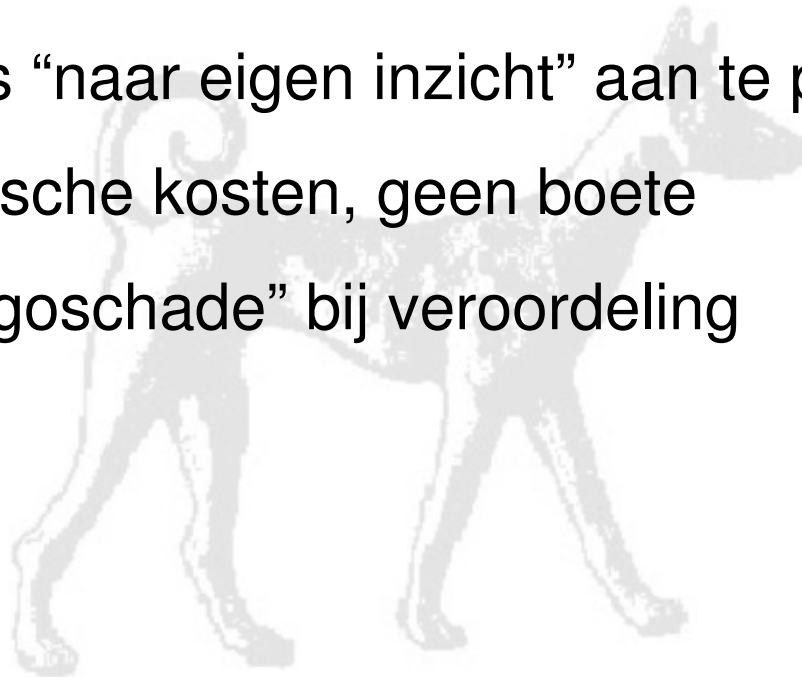 s “naar eigen inzicht” aan te p
sche kosten, geen boete
goschade” bij veroordeling